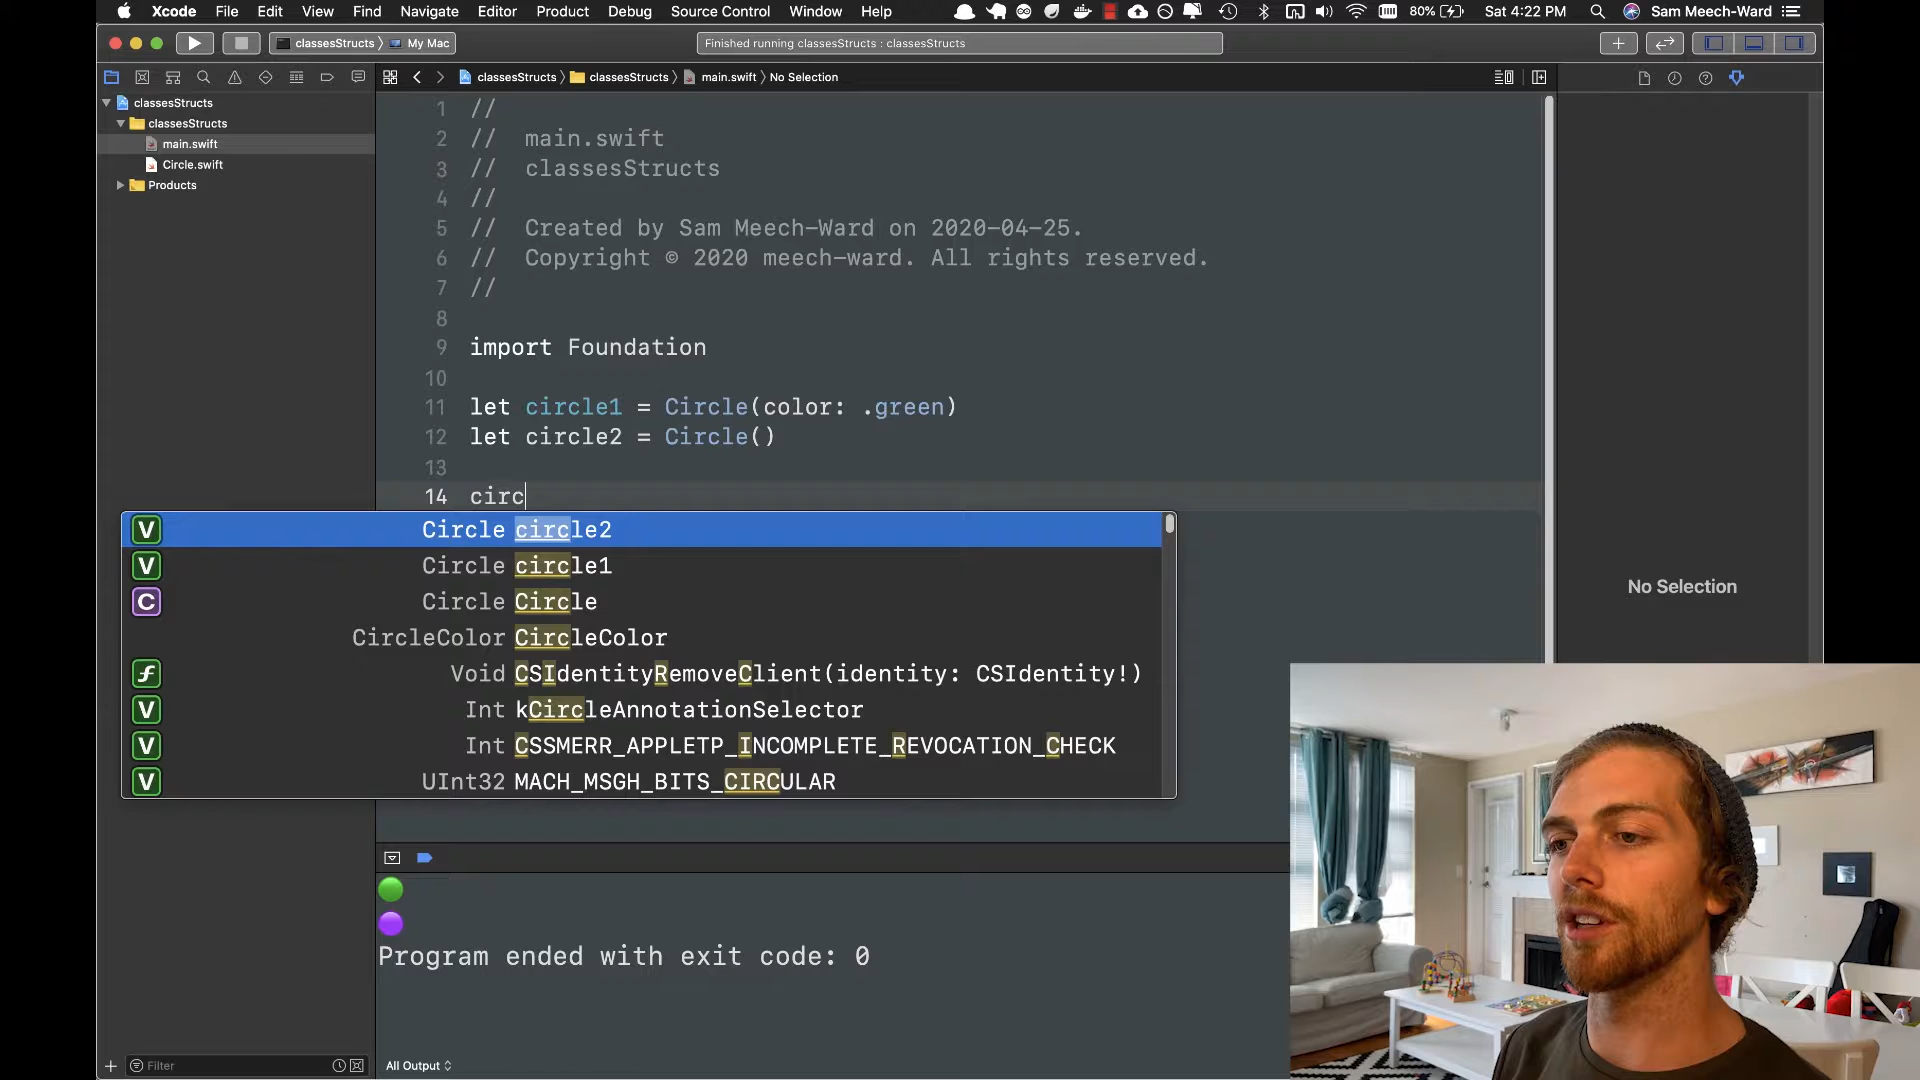 Xcode File Edit View Find Navigate Editor Product Debug Source Control Window Help 80% Sat 4:22 PM Sam Meech-Ward
classesStructs 〉 My Mac
Finished running classesStructs : classesStructs
classesStructs 〉 classesStructs 〉 main.swift 〉 No Selection
classesStructs
classesStructs
main.swift
Circle.swift
Products
1 //
2 // main.swift
3 // classesStructs
4 //
5 // Created by Sam Meech-Ward on 2020-04-25.
6 // Copyright © 2020 meech-ward. All rights reserved.
7 //
8
9 import Foundation
10
11 let circle1 = Circle(color: .green)
12 let circle2 = Circle()
13
14 circ
V Circle circle2
V Circle circle1
C Circle Circle
CircleColor CircleColor
f Void CSIdentityRemoveClient(identity: CSIdentity!)
V Int kCircleAnnotationSelector
V Int CSSMERR_APPLETP_INCOMPLETE_REVOCATION_CHECK
V UInt32 MACH_MSGH_BITS_CIRCULAR
No Selection
Program ended with exit code: 0
Filter
All Output